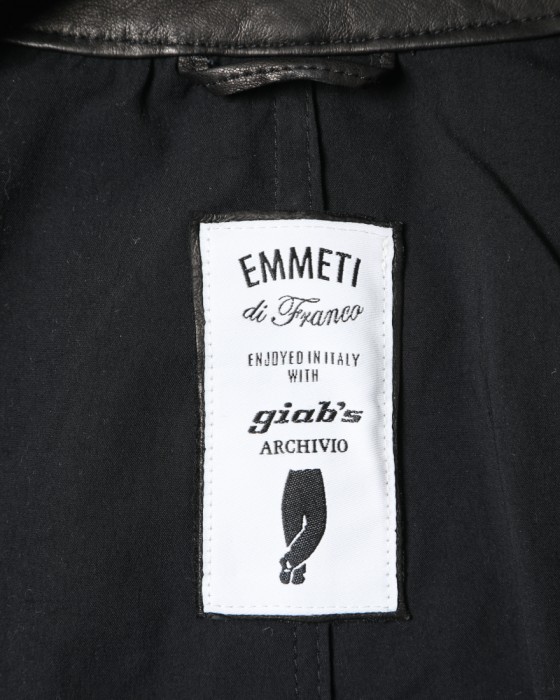 EMMETI
di Franco
ENJOYED IN ITALY
WITH
giab's
ARCHIVIO